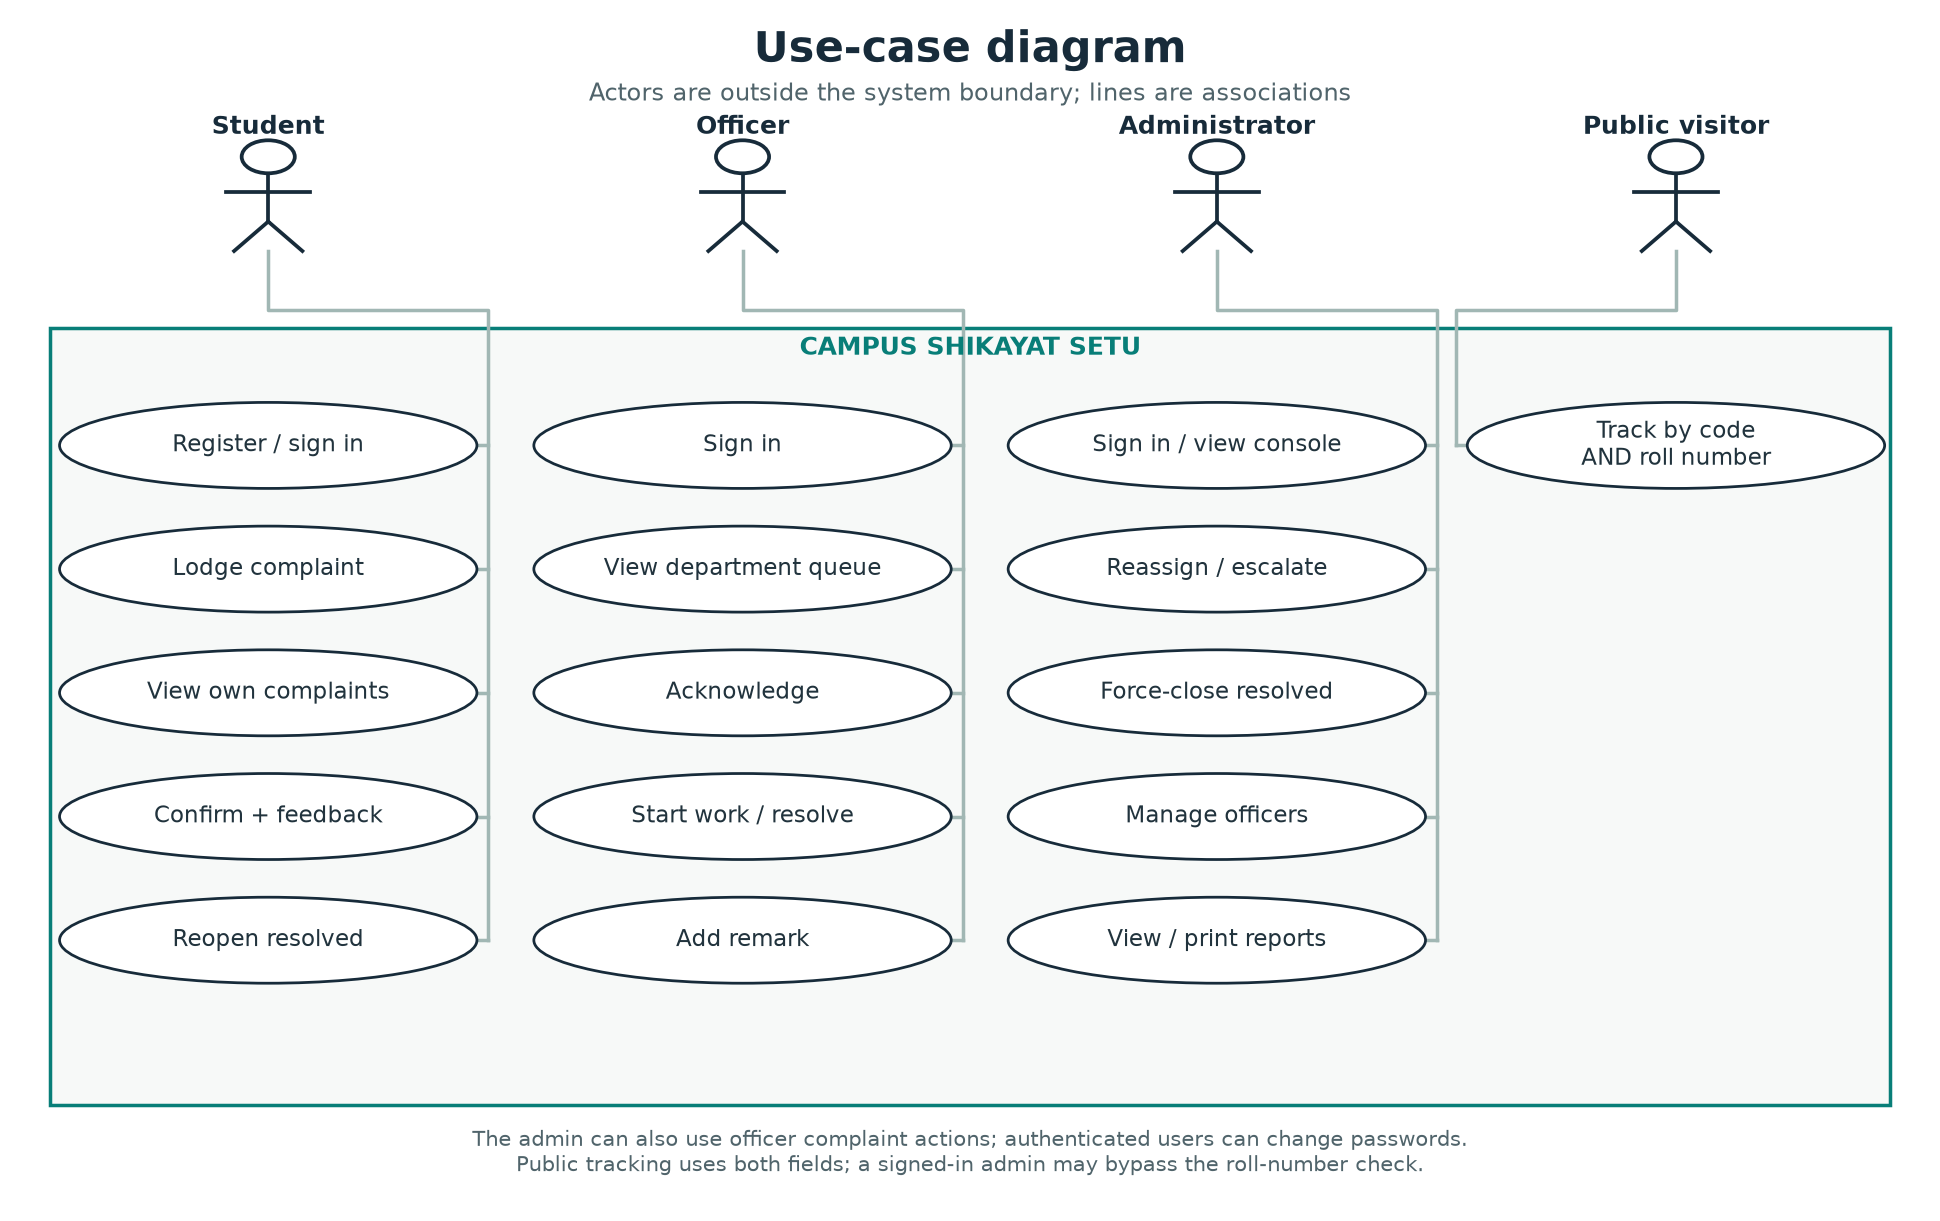 Use-case diagram
Actors are outside the system boundary; lines are associations
Student
Officer
Administrator
Public visitor
CAMPUS SHIKAYAT SETU
Register / sign in
Sign in
Sign in / view console
Track by code
AND roll number
Lodge complaint
View department queue
Reassign / escalate
View own complaints
Acknowledge
Force-close resolved
Confirm + feedback
Start work / resolve
Manage officers
Reopen resolved
Add remark
View / print reports
The admin can also use officer complaint actions; authenticated users can change passwords.
Public tracking uses both fields; a signed-in admin may bypass the roll-number check.